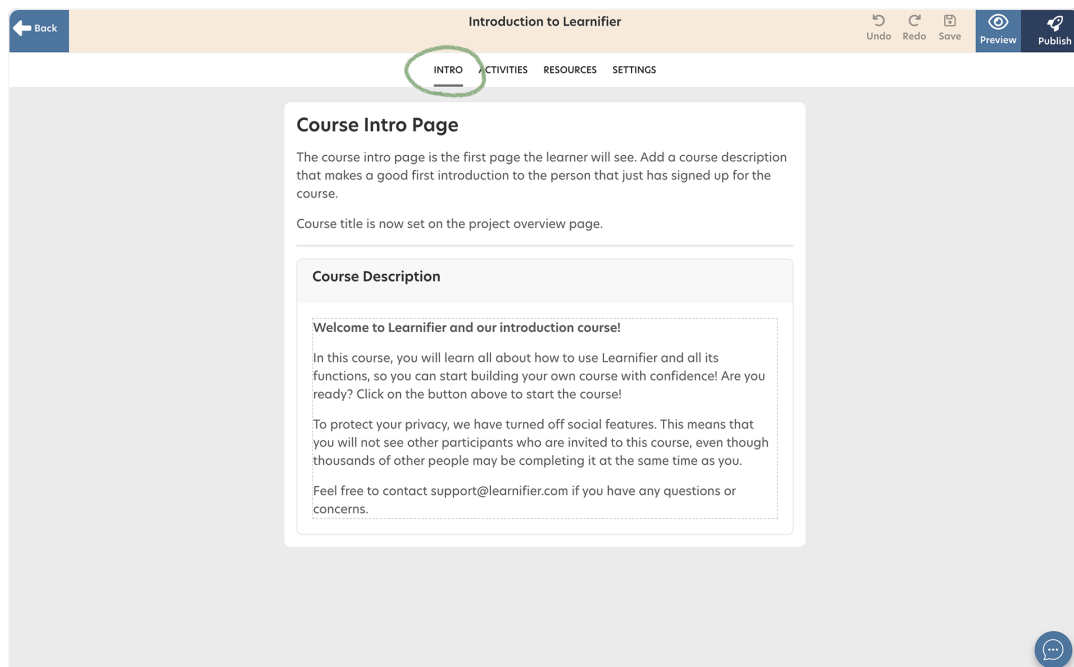 Back
Introduction to Learnifier
Undo
Redo
Save
Preview
Publish
INTRO
ACTIVITIES
RESOURCES
SETTINGS
Course Intro Page
The course intro page is the first page the learner will see. Add a course description
that makes a good first introduction to the person that just has signed up for the
course.
Course title is now set on the project overview page.
Course Description
Welcome to Learnifier and our introduction course!
In this course, you will learn all about how to use Learnifier and all its
functions, so you can start building your own course with confidence! Are you
ready? Click on the button above to start the course!
To protect your privacy, we have turned off social features. This means that
you will not see other participants who are invited to this course, even though
thousands of other people may be completing it at the same time as you.
Feel free to contact support@learnifier.com if you have any questions or
concerns.